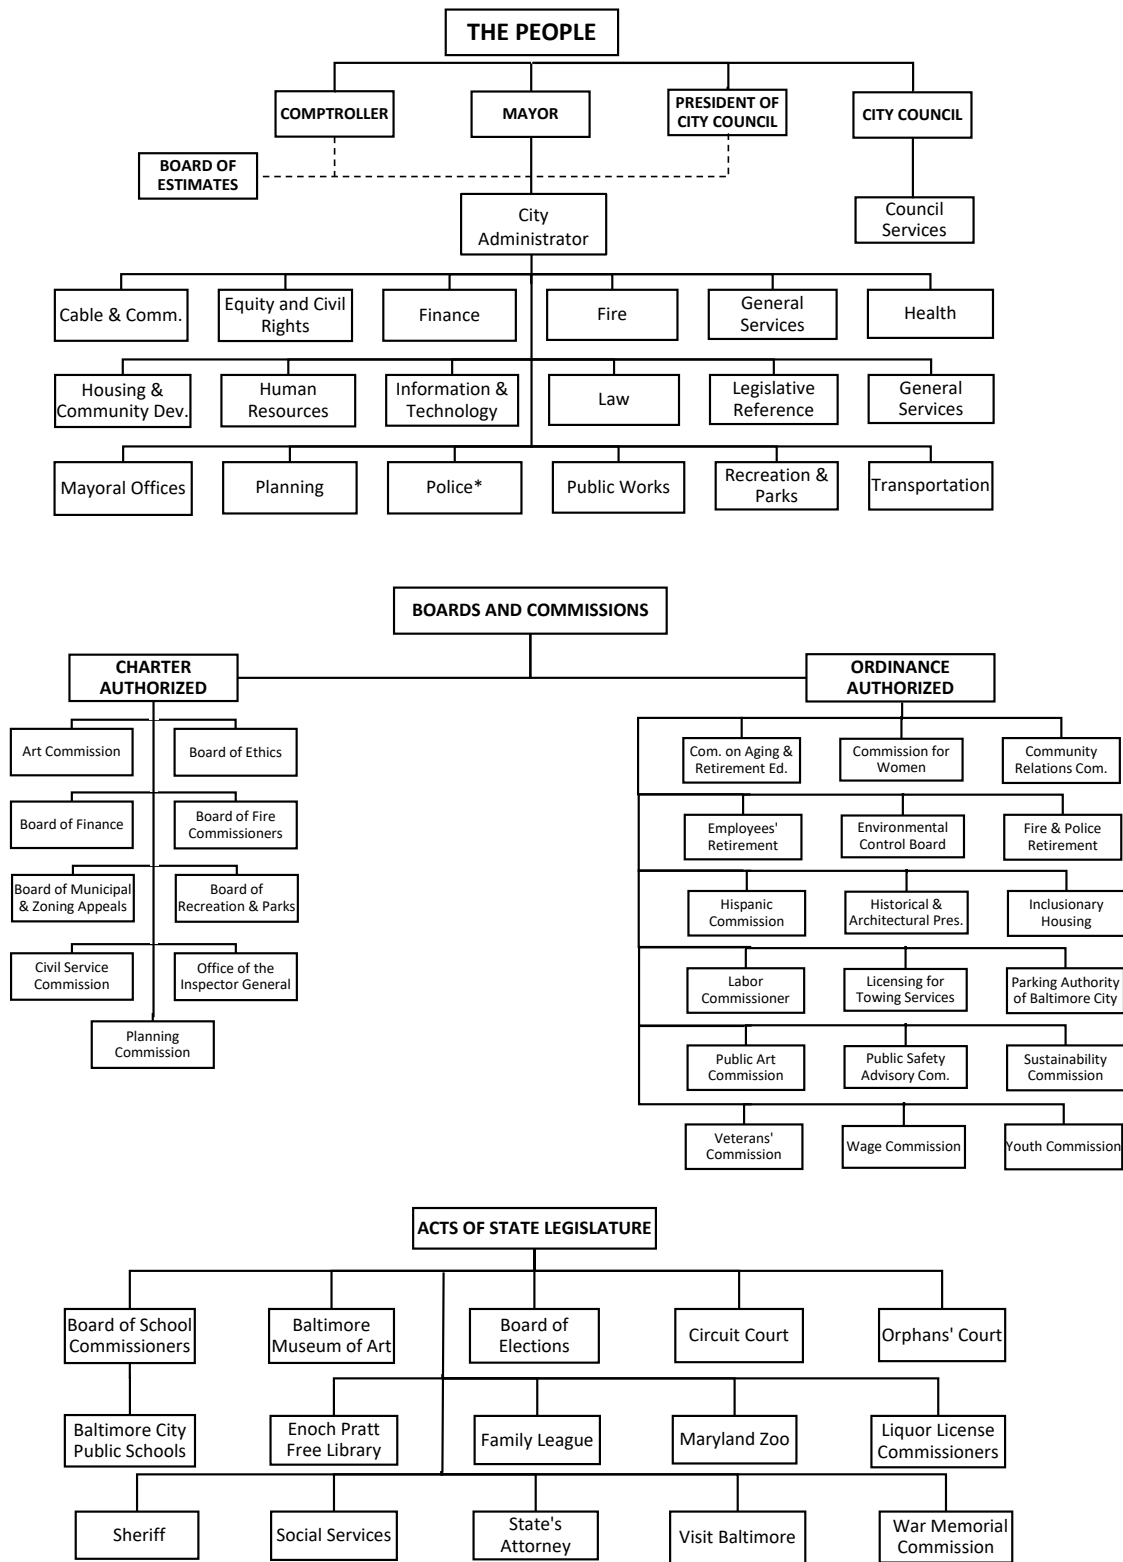 THE PEOPLE
COMPTROLLER
MAYOR
PRESIDENT OF
CITY COUNCIL
CITY COUNCIL
BOARD OF
ESTIMATES
City
Administrator
Council
Services
Cable & Comm.
Equity and Civil
Rights
Finance
Fire
General
Services
Health
Housing &
Community Dev.
Human
Resources
Information &
Technology
Law
Legislative
Reference
General
Services
Mayoral Offices
Planning
Police*
Public Works
Recreation &
Parks
Transportation
BOARDS AND COMMISSIONS
CHARTER
AUTHORIZED
ORDINANCE
AUTHORIZED
Art Commission
Board of Ethics
Board of Finance
Board of Fire
Commissioners
Board of Municipal
& Zoning Appeals
Board of
Recreation & Parks
Civil Service
Commission
Office of the
Inspector General
Planning
Commission
Com. on Aging &
Retirement Ed.
Commission for
Women
Community
Relations Com.
Employees'
Retirement
Environmental
Control Board
Fire & Police
Retirement
Hispanic
Commission
Historical &
Architectural Pres.
Inclusionary
Housing
Labor
Commissioner
Licensing for
Towing Services
Parking Authority
of Baltimore City
Public Art
Commission
Public Safety
Advisory Com.
Sustainability
Commission
Veterans'
Commission
Wage Commission
Youth Commission
ACTS OF STATE LEGISLATURE
Board of School
Commissioners
Baltimore
Museum of Art
Board of
Elections
Circuit Court
Orphans' Court
Baltimore City
Public Schools
Enoch Pratt
Free Library
Family League
Maryland Zoo
Liquor License
Commissioners
Sheriff
Social Services
State's
Attorney
Visit Baltimore
War Memorial
Commission